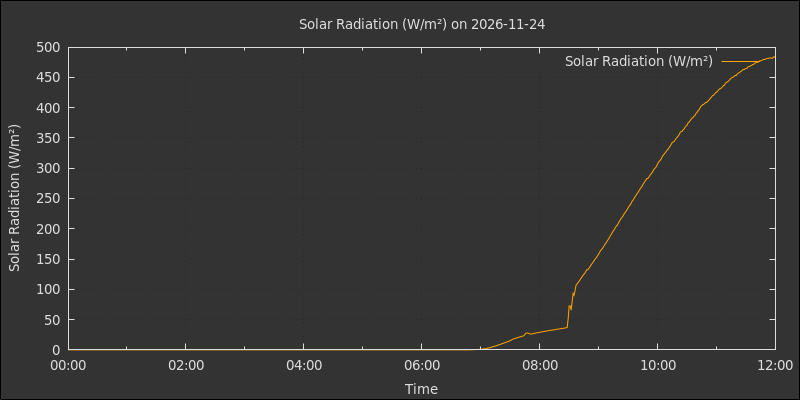 Solar Radiation (W/m²) on 2026-11-24
Solar Radiation (W/m²)
Solar Radiation (W/m²)
500
450
400
350
300
250
200
150
100
50
0
00:00 02:00 04:00 06:00 08:00 10:00 12:00
Time